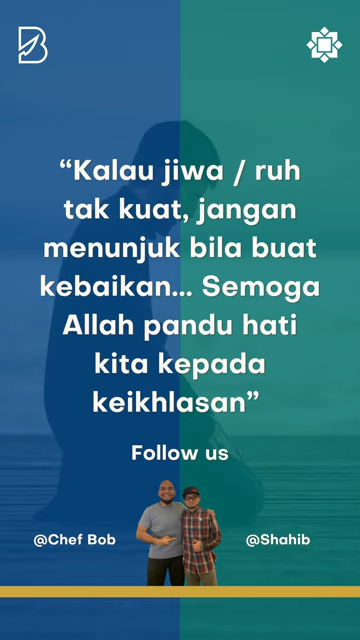 “Kalau jiwa / ruh
tak kuat, jangan
menunjuk bila buat
kebaikan... Semoga
Allah pandu hati
kita kepada
keikhlasan”
Follow us
@Chef Bob
@Shahib